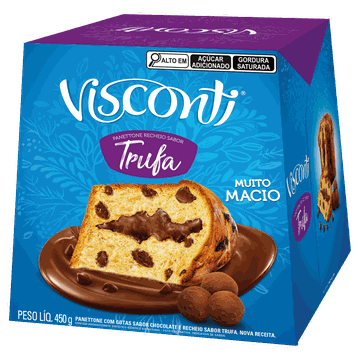 ALTO EM
AÇÚCAR ADICIONADO
GORDURA SATURADA
Visconti®
PANETTONE RECHEIO SABOR
Trufa
MUITO
MACIO
Visconti
PESO LÍQ. 450 g
PANETTONE COM GOTAS SABOR CHOCOLATE E RECHEIO SABOR TRUFA. NOVA RECEITA.